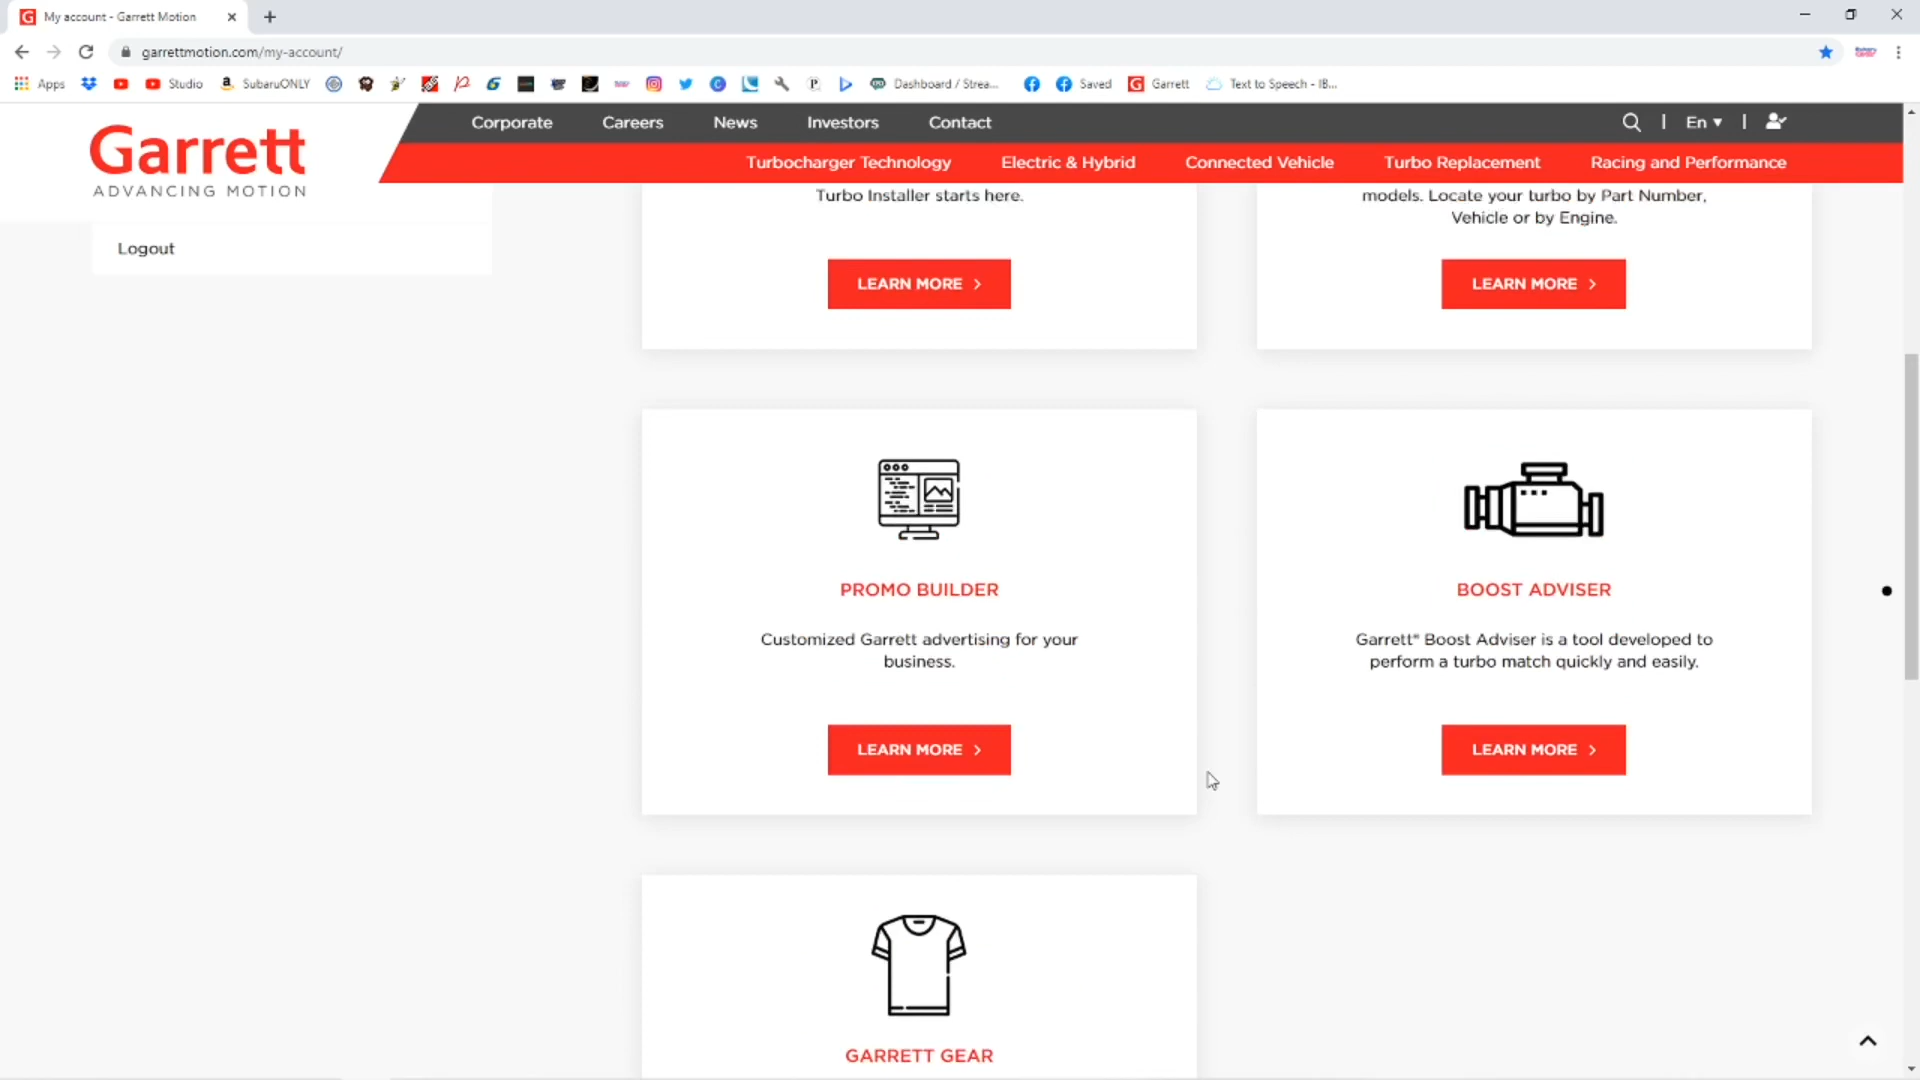 My account - Garrett Motion
garrettmotion.com/my-account/
Apps
Studio
SubaruONLY
Dashboard / Strea...
Saved
Garrett
Text to Speech - IB...
Garrett
ADVANCING MOTION
Corporate
Careers
News
Investors
Contact
En
Turbocharger Technology
Electric & Hybrid
Connected Vehicle
Turbo Replacement
Racing and Performance
Logout
Turbo Installer starts here.
LEARN MORE
models. Locate your turbo by Part Number,
Vehicle or by Engine.
LEARN MORE
PROMO BUILDER
Customized Garrett advertising for your
business.
LEARN MORE
BOOST ADVISER
Garrett® Boost Adviser is a tool developed to
perform a turbo match quickly and easily.
LEARN MORE
GARRETT GEAR